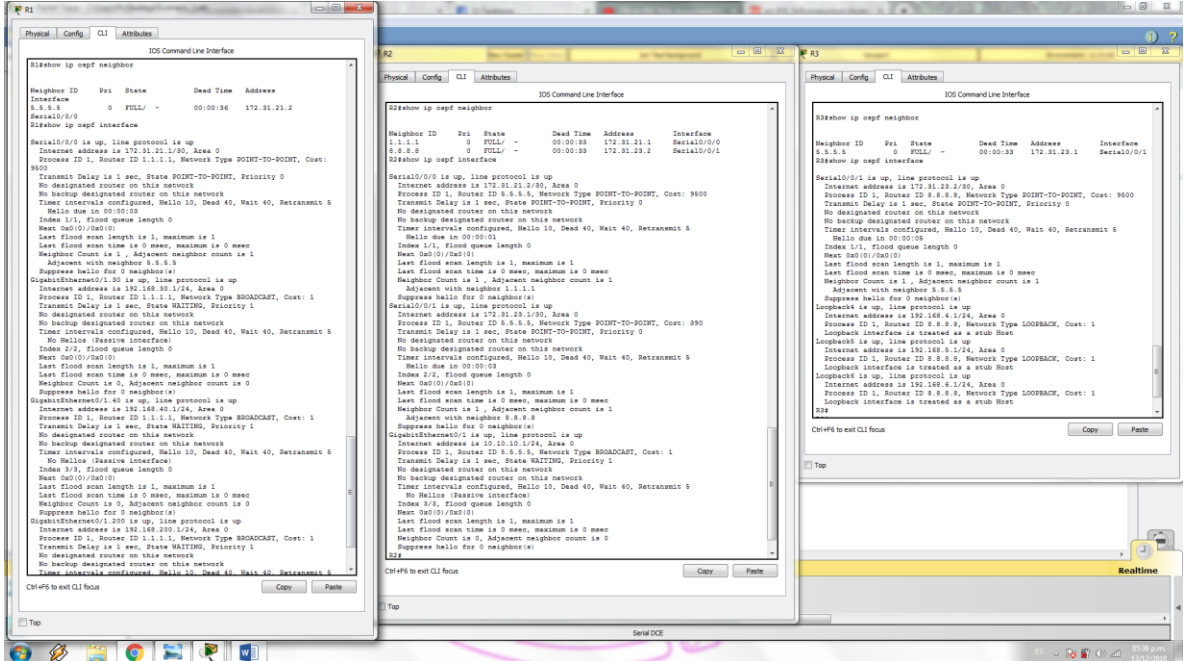 R1
Physical Config CLI Attributes
IOS Command Line Interface
R1#show ip ospf neighbor
Neighbor ID Pri State Dead Time Address
Interface
5.5.5.5 0 FULL/ - 00:00:36 172.31.21.2
Serial0/0/0
R1#show ip ospf interface
Serial0/0/0 is up, line protocol is up
Internet address is 172.31.21.1/30, Area 0
Process ID 1, Router ID 1.1.1.1, Network Type POINT-TO-POINT, Cost:
9500
Transmit Delay is 1 sec, State POINT-TO-POINT, Priority 0
No designated router on this network
No backup designated router on this network
Timer intervals configured, Hello 10, Dead 40, Wait 40, Retransmit 5
Hello due in 00:00:03
Index 1/1, flood queue length 0
Next 0x0(0)/0x0(0)
Last flood scan length is 1, maximum is 1
Last flood scan time is 0 msec, maximum is 0 msec
Neighbor Count is 1 , Adjacent neighbor count is 1
Adjacent with neighbor 5.5.5.5
Suppress hello for 0 neighbor(s)
GigabitEthernet0/1.30 is up, line protocol is up
Internet address is 192.168.30.1/24, Area 0
Process ID 1, Router ID 1.1.1.1, Network Type BROADCAST, Cost: 1
Transmit Delay is 1 sec, State WAITING, Priority 1
No designated router on this network
No backup designated router on this network
Timer intervals configured, Hello 10, Dead 40, Wait 40, Retransmit 5
No Hellos (Passive interface)
Index 2/2, flood queue length 0
Next 0x0(0)/0x0(0)
Last flood scan length is 1, maximum is 1
Last flood scan time is 0 msec, maximum is 0 msec
Neighbor Count is 0, Adjacent neighbor count is 0
Suppress hello for 0 neighbor(s)
GigabitEthernet0/1.40 is up, line protocol is up
Internet address is 192.168.40.1/24, Area 0
Process ID 1, Router ID 1.1.1.1, Network Type BROADCAST, Cost: 1
Transmit Delay is 1 sec, State WAITING, Priority 1
No designated router on this network
No backup designated router on this network
Timer intervals configured, Hello 10, Dead 40, Wait 40, Retransmit 5
No Hellos (Passive interface)
Index 3/3, flood queue length 0
Next 0x0(0)/0x0(0)
Last flood scan length is 1, maximum is 1
Last flood scan time is 0 msec, maximum is 0 msec
Neighbor Count is 0, Adjacent neighbor count is 0
Suppress hello for 0 neighbor(s)
GigabitEthernet0/1.200 is up, line protocol is up
Internet address is 192.168.200.1/24, Area 0
Process ID 1, Router ID 1.1.1.1, Network Type BROADCAST, Cost: 1
Transmit Delay is 1 sec, State WAITING, Priority 1
No designated router on this network
No backup designated router on this network
Timer intervals configured, Hello 10, Dead 40, Wait 40, Retransmit 5
Ctrl+F6 to exit CLI focus
Copy Paste
Top
R2
Physical Config CLI Attributes
IOS Command Line Interface
R2#show ip ospf neighbor
Neighbor ID Pri State Dead Time Address Interface
1.1.1.1 0 FULL/ - 00:00:33 172.31.21.1 Serial0/0/0
8.8.8.8 0 FULL/ - 00:00:33 172.31.23.2 Serial0/0/1
R2#show ip ospf interface
Serial0/0/0 is up, line protocol is up
Internet address is 172.31.21.2/30, Area 0
Process ID 1, Router ID 5.5.5.5, Network Type POINT-TO-POINT, Cost: 9500
Transmit Delay is 1 sec, State POINT-TO-POINT, Priority 0
No designated router on this network
No backup designated router on this network
Timer intervals configured, Hello 10, Dead 40, Wait 40, Retransmit 5
Hello due in 00:00:01
Index 1/1, flood queue length 0
Next 0x0(0)/0x0(0)
Last flood scan length is 1, maximum is 1
Last flood scan time is 0 msec, maximum is 0 msec
Neighbor Count is 1 , Adjacent neighbor count is 1
Adjacent with neighbor 1.1.1.1
Suppress hello for 0 neighbor(s)
Serial0/0/1 is up, line protocol is up
Internet address is 172.31.23.1/30, Area 0
Process ID 1, Router ID 5.5.5.5, Network Type POINT-TO-POINT, Cost: 390
Transmit Delay is 1 sec, State POINT-TO-POINT, Priority 0
No designated router on this network
No backup designated router on this network
Timer intervals configured, Hello 10, Dead 40, Wait 40, Retransmit 5
Hello due in 00:00:03
Index 2/2, flood queue length 0
Next 0x0(0)/0x0(0)
Last flood scan length is 1, maximum is 1
Last flood scan time is 0 msec, maximum is 0 msec
Neighbor Count is 1 , Adjacent neighbor count is 1
Adjacent with neighbor 8.8.8.8
Suppress hello for 0 neighbor(s)
GigabitEthernet0/1 is up, line protocol is up
Internet address is 10.10.10.1/24, Area 0
Process ID 1, Router ID 5.5.5.5, Network Type BROADCAST, Cost: 1
Transmit Delay is 1 sec, State WAITING, Priority 1
No designated router on this network
No backup designated router on this network
Timer intervals configured, Hello 10, Dead 40, Wait 40, Retransmit 5
No Hellos (Passive interface)
Index 3/3, flood queue length 0
Next 0x0(0)/0x0(0)
Last flood scan length is 1, maximum is 1
Last flood scan time is 0 msec, maximum is 0 msec
Neighbor Count is 0, Adjacent neighbor count is 0
Suppress hello for 0 neighbor(s)
R2#
Ctrl+F6 to exit CLI focus
Copy Paste
Top
R3
Physical Config CLI Attributes
IOS Command Line Interface
R3#show ip ospf neighbor
Neighbor ID Pri State Dead Time Address Interface
5.5.5.5 0 FULL/ - 00:00:33 172.31.23.1 Serial0/0/1
R3#show ip ospf interface
Serial0/0/1 is up, line protocol is up
Internet address is 172.31.23.2/30, Area 0
Process ID 1, Router ID 8.8.8.8, Network Type POINT-TO-POINT, Cost: 9500
Transmit Delay is 1 sec, State POINT-TO-POINT, Priority 0
No designated router on this network
No backup designated router on this network
Timer intervals configured, Hello 10, Dead 40, Wait 40, Retransmit 5
Hello due in 00:00:05
Index 1/1, flood queue length 0
Next 0x0(0)/0x0(0)
Last flood scan length is 1, maximum is 1
Last flood scan time is 0 msec, maximum is 0 msec
Neighbor Count is 1 , Adjacent neighbor count is 1
Adjacent with neighbor 5.5.5.5
Suppress hello for 0 neighbor(s)
Loopback4 is up, line protocol is up
Internet address is 192.168.4.1/24, Area 0
Process ID 1, Router ID 8.8.8.8, Network Type LOOPBACK, Cost: 1
Loopback interface is treated as a stub Host
Loopback5 is up, line protocol is up
Internet address is 192.168.5.1/24, Area 0
Process ID 1, Router ID 8.8.8.8, Network Type LOOPBACK, Cost: 1
Loopback interface is treated as a stub Host
Loopback6 is up, line protocol is up
Internet address is 192.168.6.1/24, Area 0
Process ID 1, Router ID 8.8.8.8, Network Type LOOPBACK, Cost: 1
Loopback interface is treated as a stub Host
R3#
Ctrl+F6 to exit CLI focus
Copy Paste
Top
Realtime
Serial DCE
ES
05:36 p.m.
13/12/2018